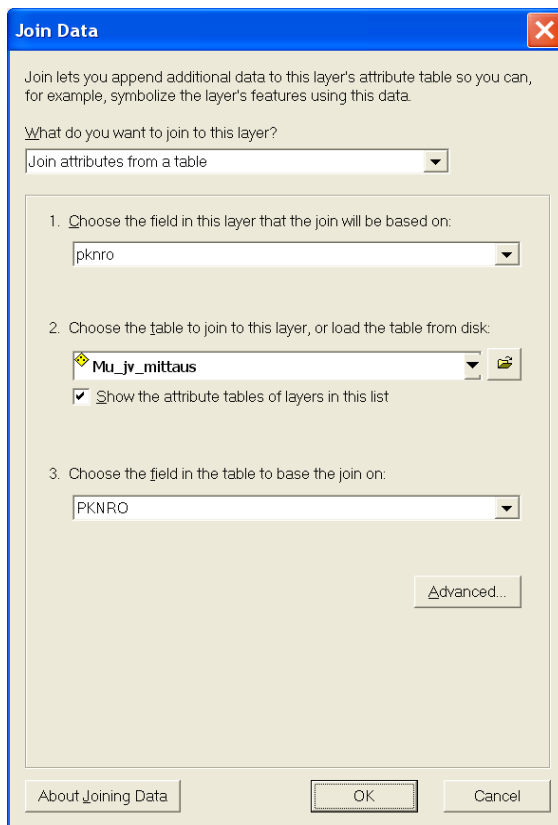 Join Data
Join lets you append additional data to this layer's attribute table so you can,
for example, symbolize the layer's features using this data.
What do you want to join to this layer?
Join attributes from a table
1. Choose the field in this layer that the join will be based on:
pknro
2. Choose the table to join to this layer, or load the table from disk:
Mu_jv_mittaus
Show the attribute tables of layers in this list
3. Choose the field in the table to base the join on:
PKNRO
Advanced...
About Joining Data
OK
Cancel